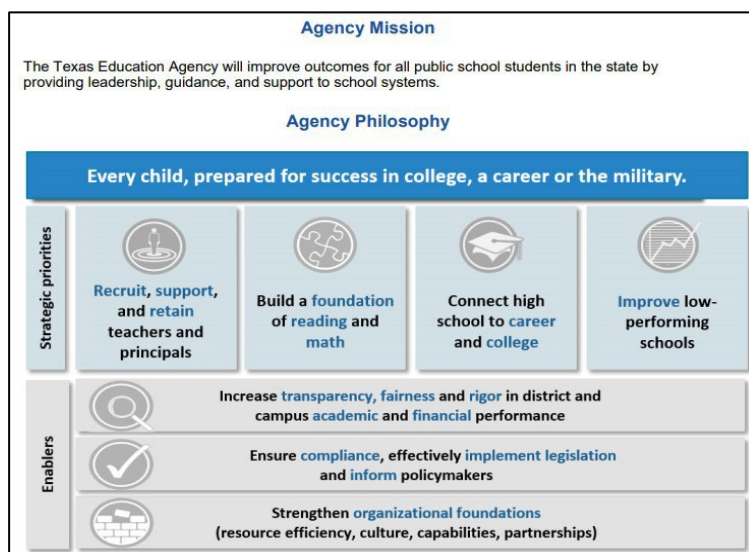 Agency Mission
The Texas Education Agency will improve outcomes for all public school students in the state by
providing leadership, guidance, and support to school systems.
Agency Philosophy
Every child, prepared for success in college, a career or the military.
Strategic priorities
Recruit, support,
and retain
teachers and
principals
Build a foundation
of reading and
math
Connect high
school to career
and college
Improve low-
performing
schools
Enablers
Increase transparency, fairness and rigor in district and
campus academic and financial performance
Ensure compliance, effectively implement legislation
and inform policymakers
Strengthen organizational foundations
(resource efficiency, culture, capabilities, partnerships)